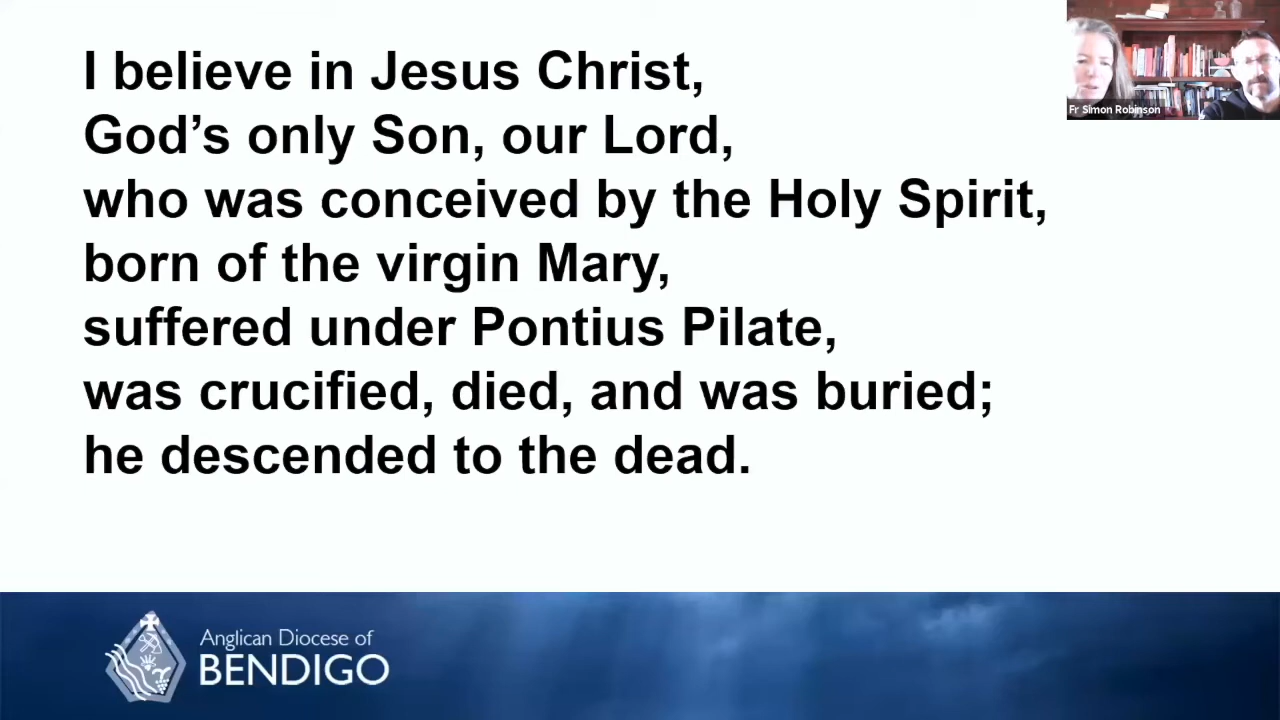 I believe in Jesus Christ,
God’s only Son, our Lord,
who was conceived by the Holy Spirit,
born of the virgin Mary,
suffered under Pontius Pilate,
was crucified, died, and was buried;
he descended to the dead.
Fr Simon Robinson
Anglican Diocese of
BENDIGO